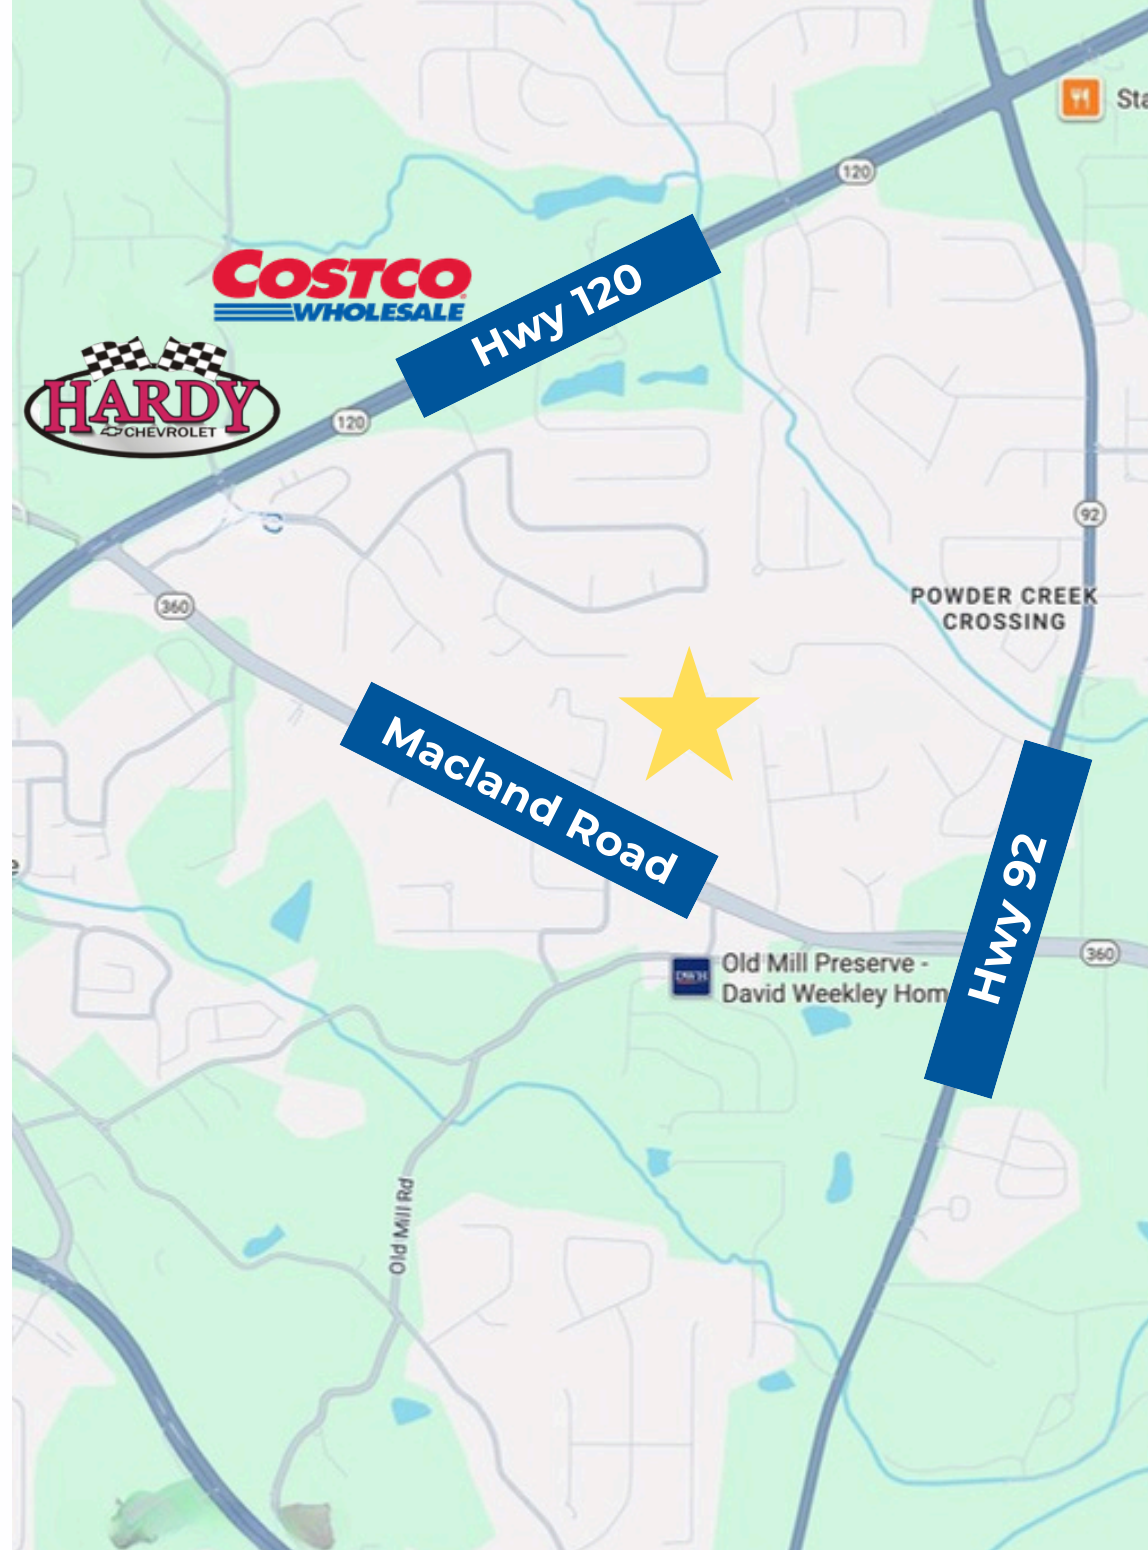 Sta
120
COSTCO
WHOLESALE
Hwy 120
HARDY
CHEVROLET
120
92
POWDER CREEK
CROSSING
360
Macland Road
Hwy 92
360
Old Mill Preserve -
David Weekley Hom
DWH
Old Mill Rd
e